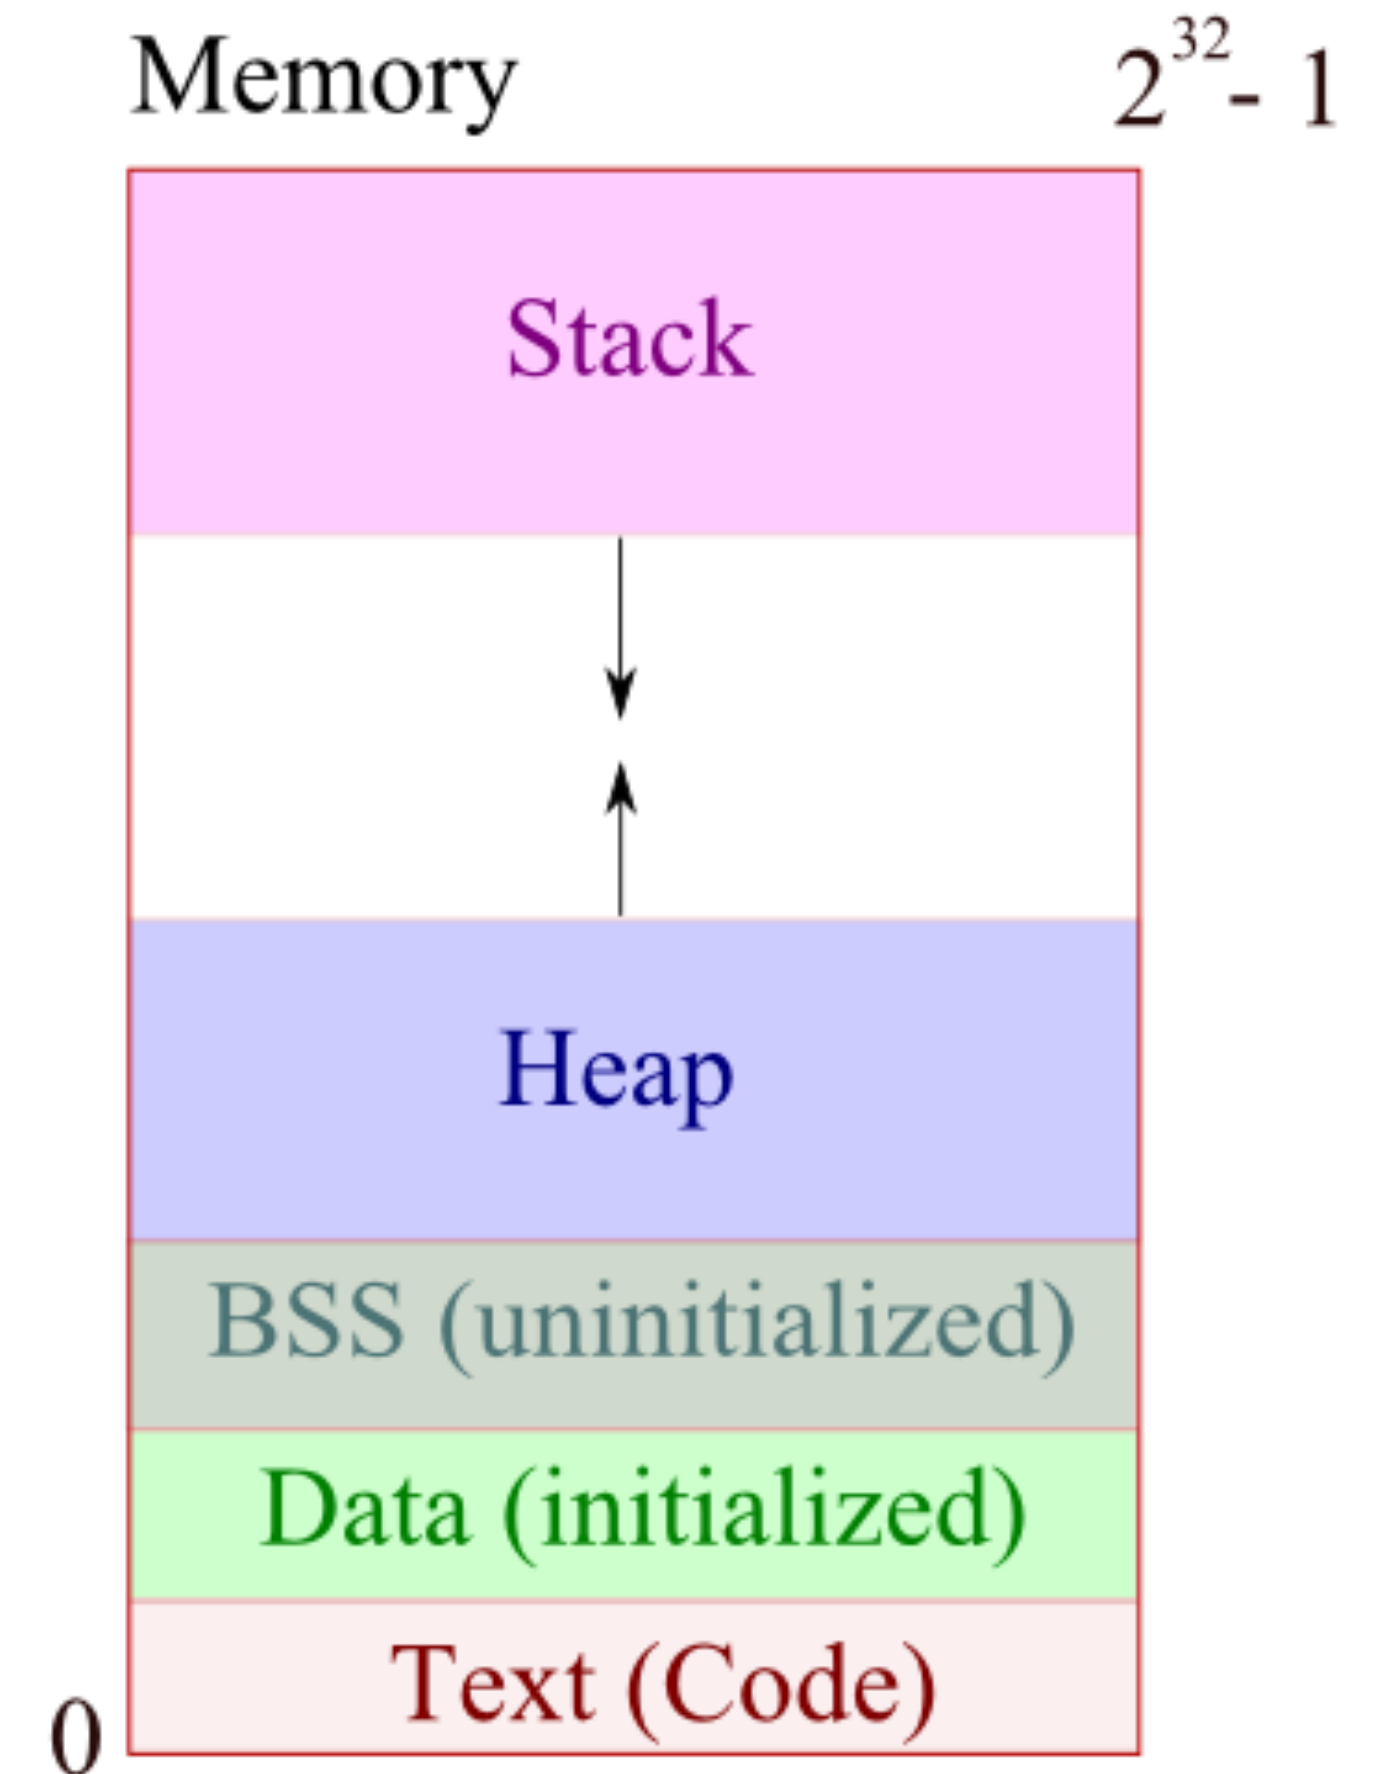 Memory
2³²- 1
Stack
Heap
BSS (uninitialized)
Data (initialized)
Text (Code)
0